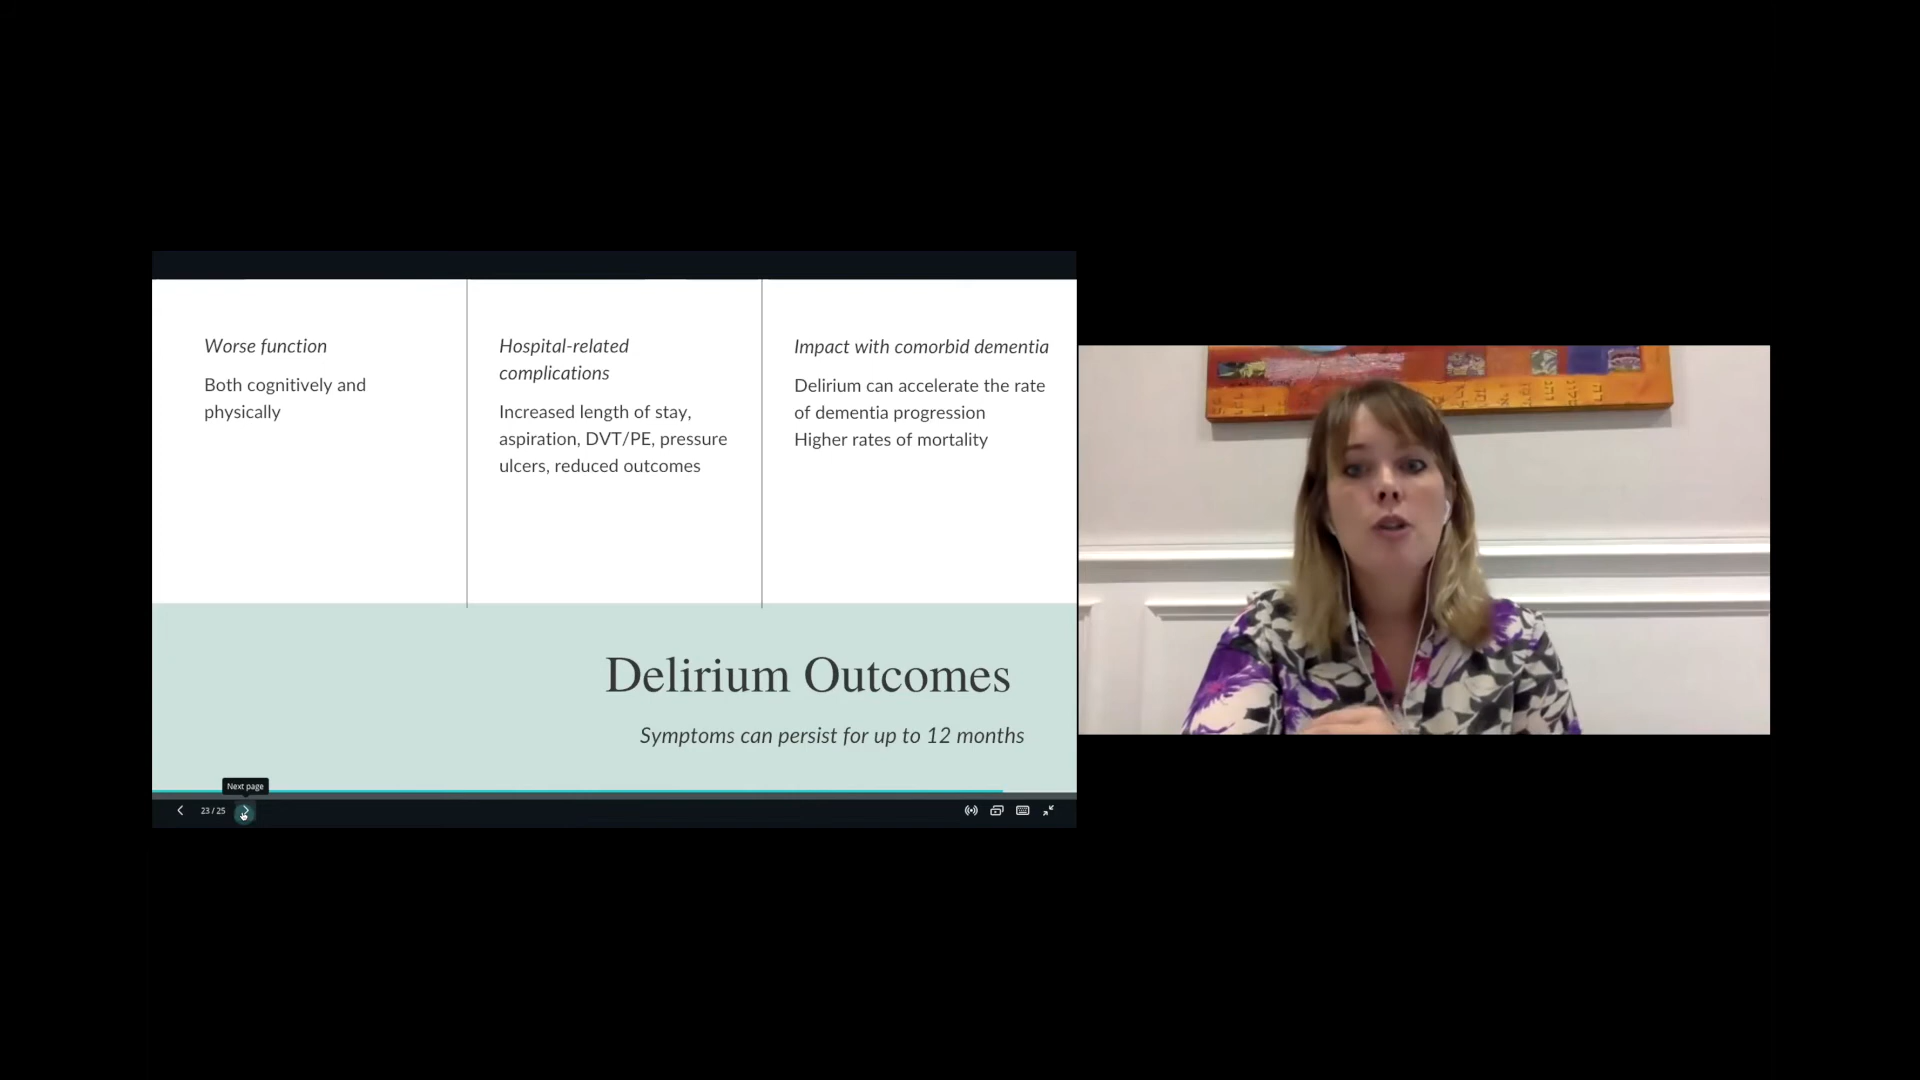 Worse function
Both cognitively and
physically
Hospital-related
complications
Increased length of stay,
aspiration, DVT/PE, pressure
ulcers, reduced outcomes
Impact with comorbid dementia
Delirium can accelerate the rate
of dementia progression
Higher rates of mortality
Delirium Outcomes
Symptoms can persist for up to 12 months
Next page
23 / 25